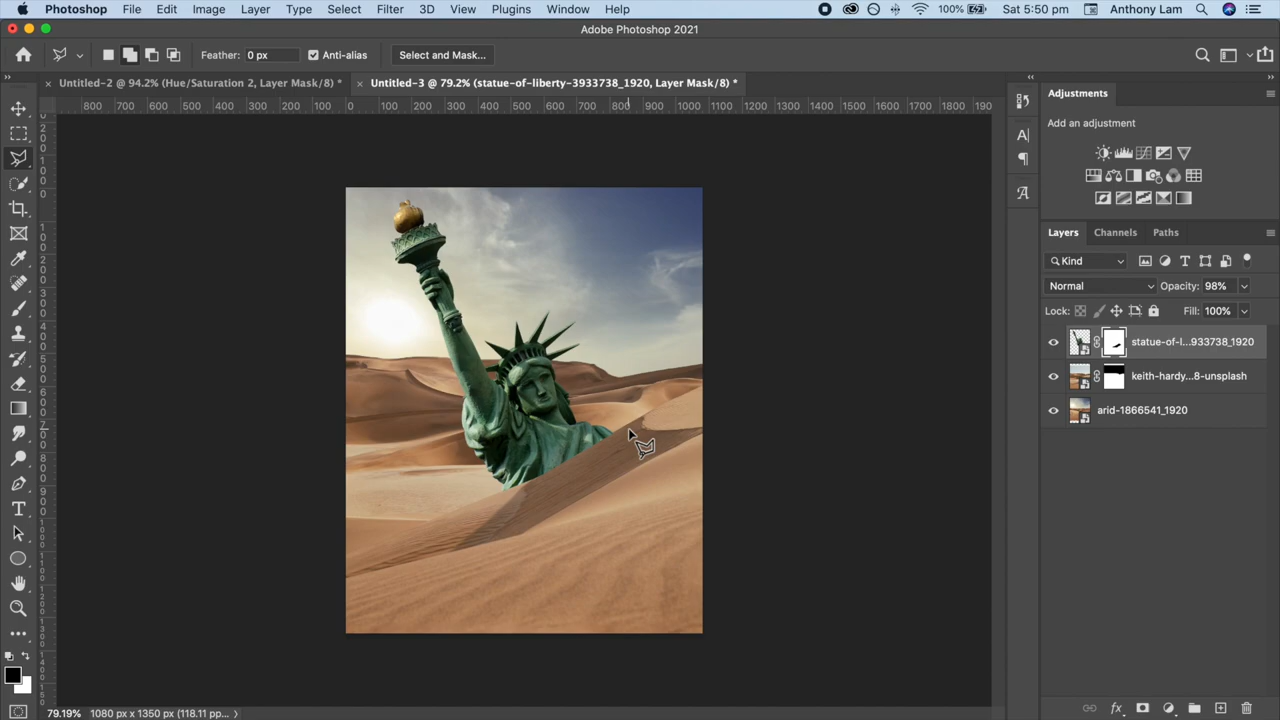 Photoshop File Edit Image Layer Type Select Filter 3D View Plugins Window Help 100% Sat 5:50 pm Anthony Lam
Adobe Photoshop 2021
Feather: 0 px Anti-alias Select and Mask...
Untitled-2 @ 94.2% (Hue/Saturation 2, Layer Mask/8) *
Untitled-3 @ 79.2% (statue-of-liberty-3933738_1920, Layer Mask/8) *
800 700 600 500 400 300 200 100 0 100 200 300 400 500 600 700 800 900 1000 1100 1200 1300 1400 1500 1600 1700 1800 190
Adjustments
Add an adjustment
Layers Channels Paths
Kind
Normal Opacity: 98%
Lock: Fill: 100%
statue-of-l...933738_1920
keith-hardy...8-unsplash
arid-1866541_1920
79.19% 1080 px x 1350 px (118.11 pp...